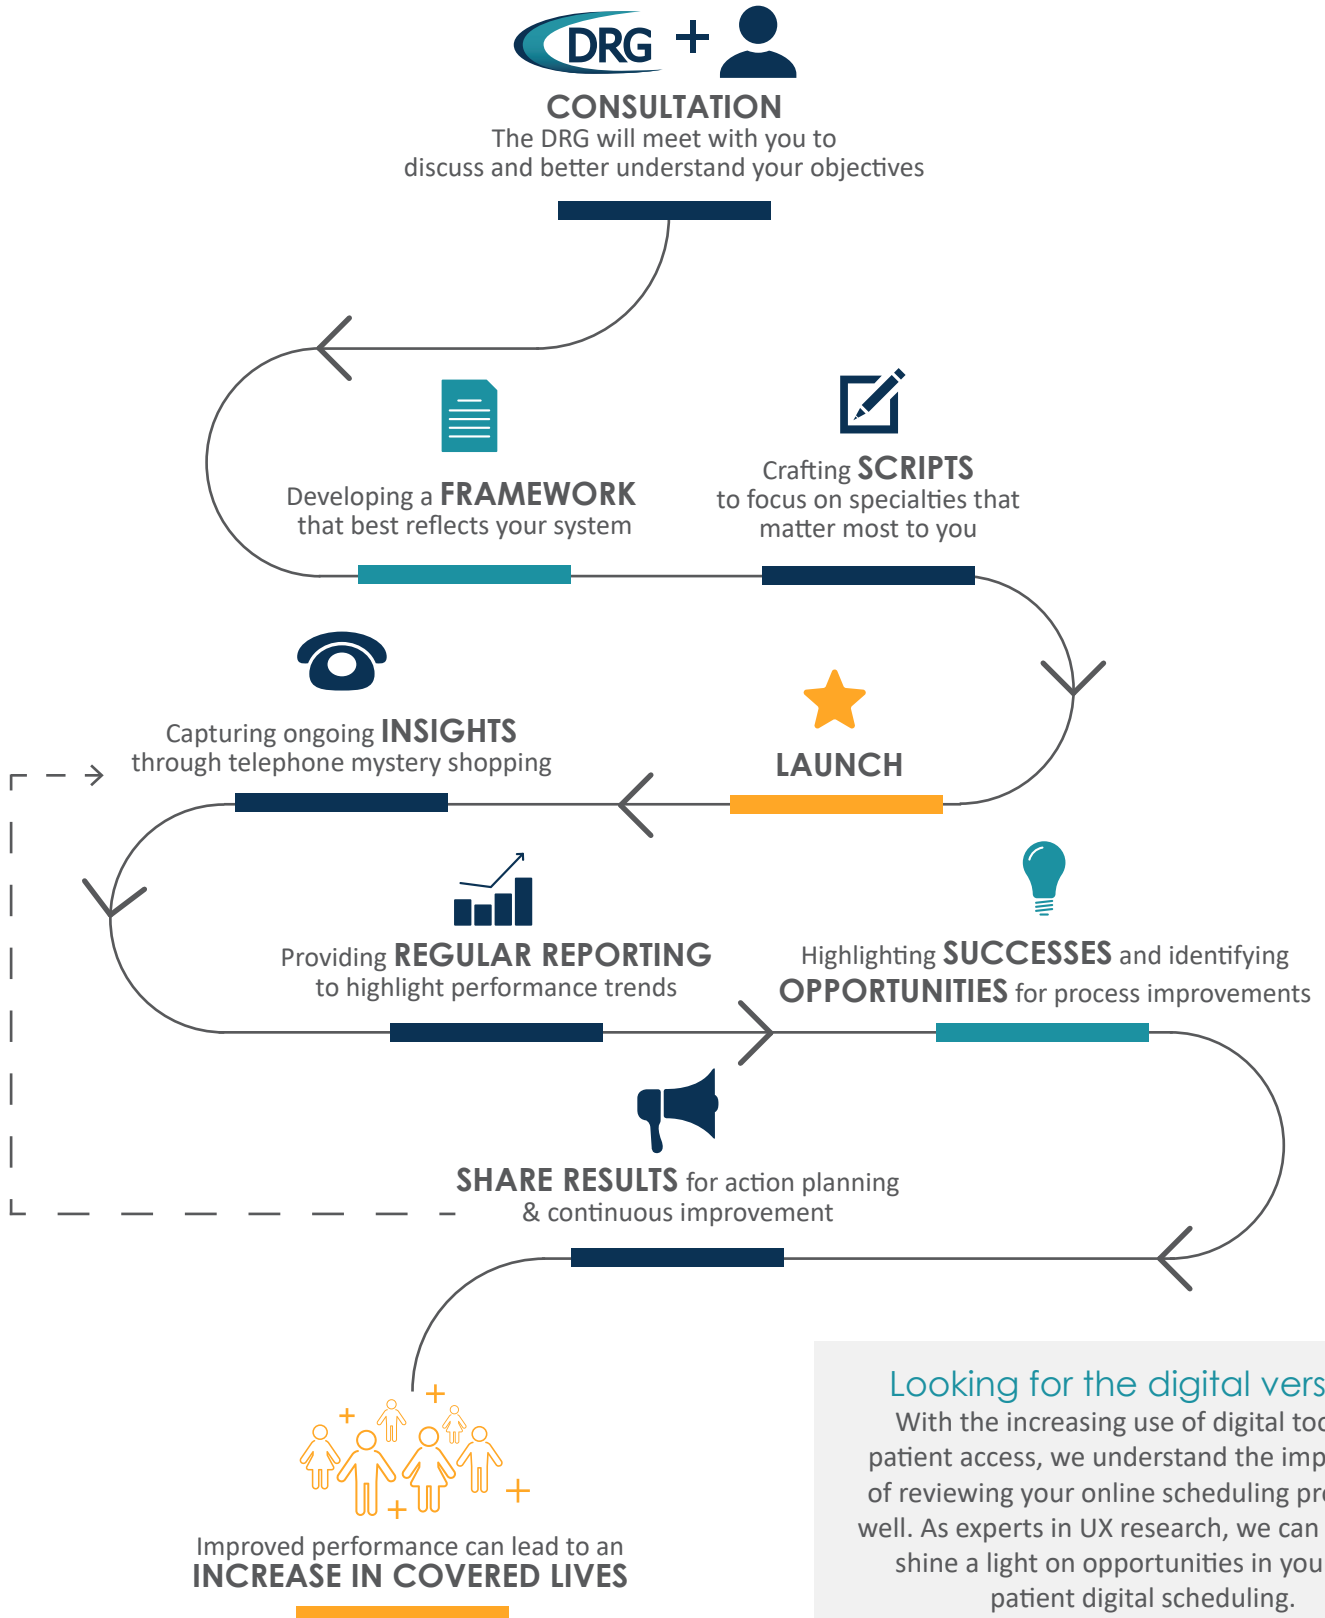 DRG
CONSULTATION
The DRG will meet with you to
discuss and better understand your objectives
Developing a FRAMEWORK
that best reflects your system
Crafting SCRIPTS
to focus on specialties that
matter most to you
Capturing ongoing INSIGHTS
through telephone mystery shopping
LAUNCH
Providing REGULAR REPORTING
to highlight performance trends
Highlighting SUCCESSES and identifying
OPPORTUNITIES for process improvements
SHARE RESULTS for action planning
& continuous improvement
Improved performance can lead to an
INCREASE IN COVERED LIVES
Looking for the digital
With the increasing use of digital
patient access, we understand the
of reviewing your online scheduling
well. As experts in UX research, we can
shine a light on opportunities in
patient digital scheduling.